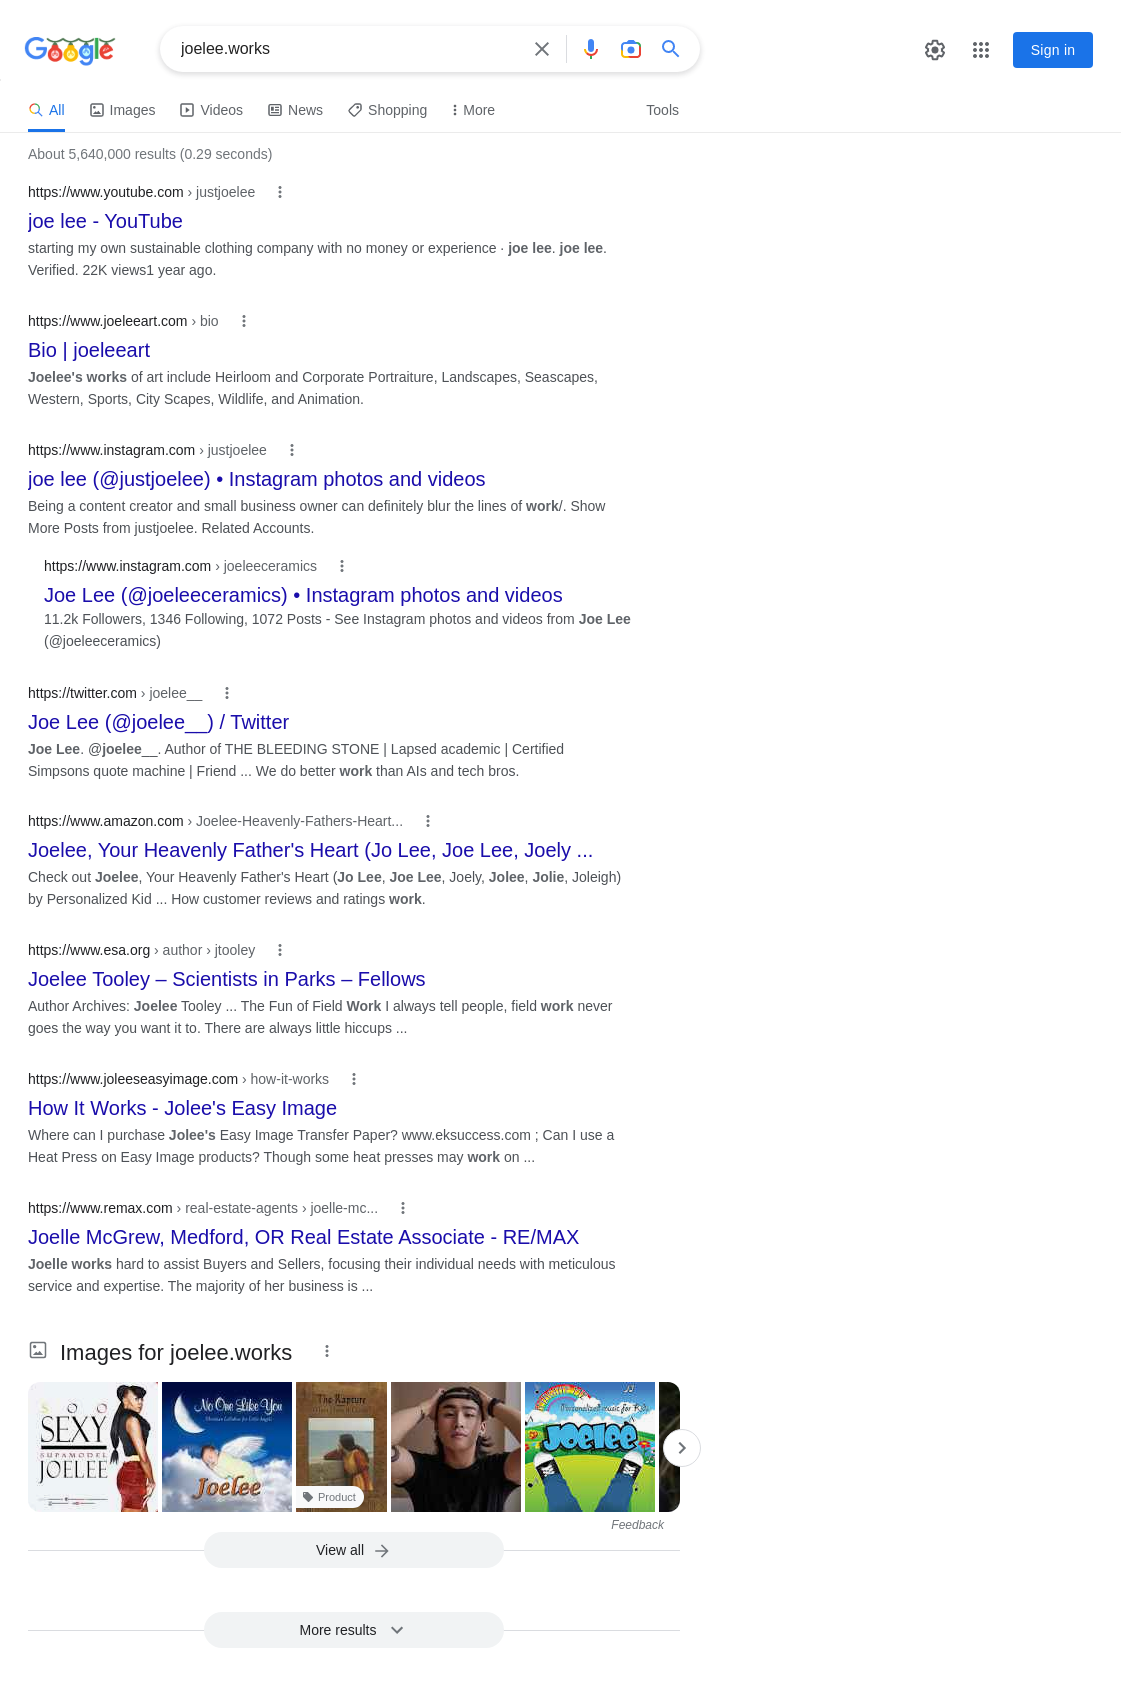 Google
joelee.works
Sign in
All Images Videos News Shopping More Tools
About 5,640,000 results (0.29 seconds)
https://www.youtube.com › justjoelee
joe lee - YouTube
starting my own sustainable clothing company with no money or experience · joe lee. joe lee.
Verified. 22K views1 year ago.
https://www.joeleeart.com › bio
Bio | joeleeart
Joelee's works of art include Heirloom and Corporate Portraiture, Landscapes, Seascapes,
Western, Sports, City Scapes, Wildlife, and Animation.
https://www.instagram.com › justjoelee
joe lee (@justjoelee) • Instagram photos and videos
Being a content creator and small business owner can definitely blur the lines of work/. Show
More Posts from justjoelee. Related Accounts.
https://www.instagram.com › joeleeceramics
Joe Lee (@joeleeceramics) • Instagram photos and videos
11.2k Followers, 1346 Following, 1072 Posts - See Instagram photos and videos from Joe Lee
(@joeleeceramics)
https://twitter.com › joelee__
Joe Lee (@joelee__) / Twitter
Joe Lee. @joelee__. Author of THE BLEEDING STONE | Lapsed academic | Certified
Simpsons quote machine | Friend ... We do better work than AIs and tech bros.
https://www.amazon.com › Joelee-Heavenly-Fathers-Heart...
Joelee, Your Heavenly Father's Heart (Jo Lee, Joe Lee, Joely ...
Check out Joelee, Your Heavenly Father's Heart (Jo Lee, Joe Lee, Joely, Jolee, Jolie, Joleigh)
by Personalized Kid ... How customer reviews and ratings work.
https://www.esa.org › author › jtooley
Joelee Tooley – Scientists in Parks – Fellows
Author Archives: Joelee Tooley ... The Fun of Field Work I always tell people, field work never
goes the way you want it to. There are always little hiccups ...
https://www.joleeseasyimage.com › how-it-works
How It Works - Jolee's Easy Image
Where can I purchase Jolee's Easy Image Transfer Paper? www.eksuccess.com ; Can I use a
Heat Press on Easy Image products? Though some heat presses may work on ...
https://www.remax.com › real-estate-agents › joelle-mc...
Joelle McGrew, Medford, OR Real Estate Associate - RE/MAX
Joelle works hard to assist Buyers and Sellers, focusing their individual needs with meticulous
service and expertise. The majority of her business is ...
Images for joelee.works
SOO
SEXY
SUPAMODEL
JOELEE
No One Like You
Christian Lullabies for Little Angels
Joelee
The Rapture
Product
Personalized music for Kids
Joelee
Feedback
View all
More results